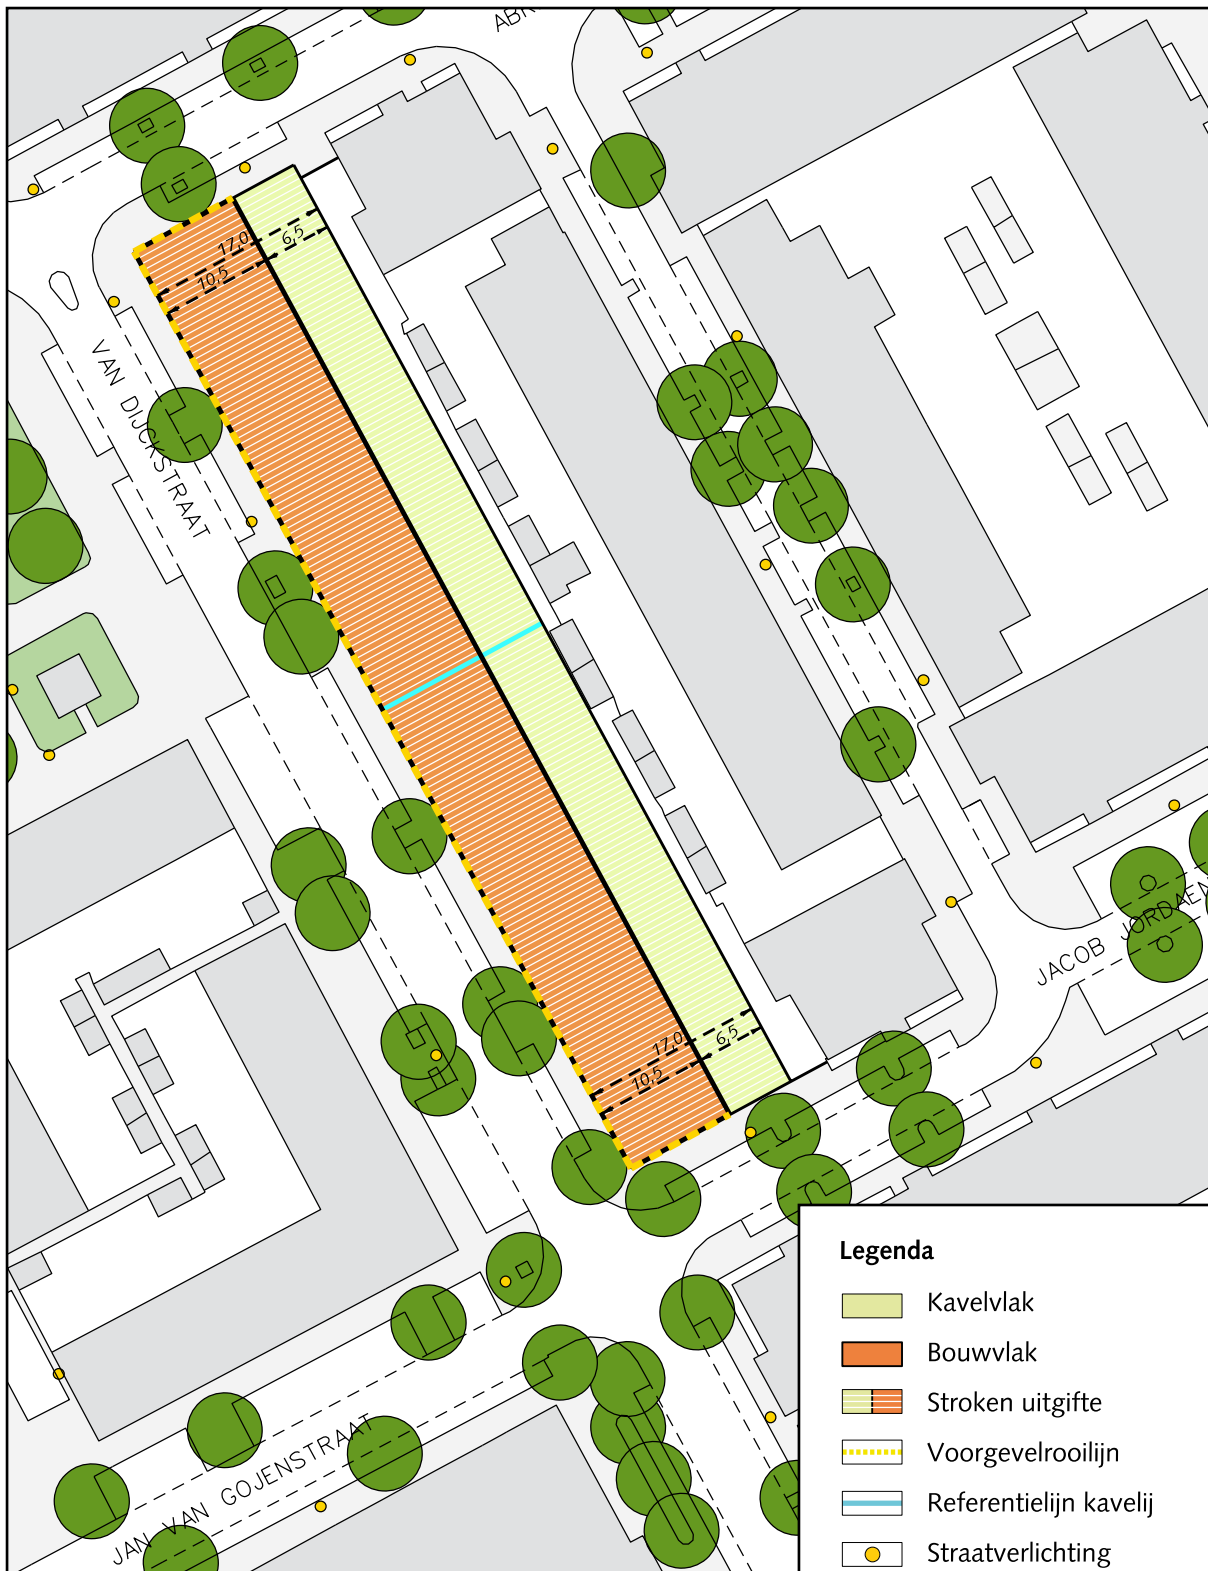 ABR
17,0
6,5
10,5
VAN DIJCKSTRAAT
JACOB JORDAEN
17,0
6,5
10,5
JAN VAN GOJENSTRAAT
Legenda
Kavelvlak
Bouwvlak
Stroken uitgifte
Voorgevelrooilijn
Referentielijn kavelij
Straatverlichting